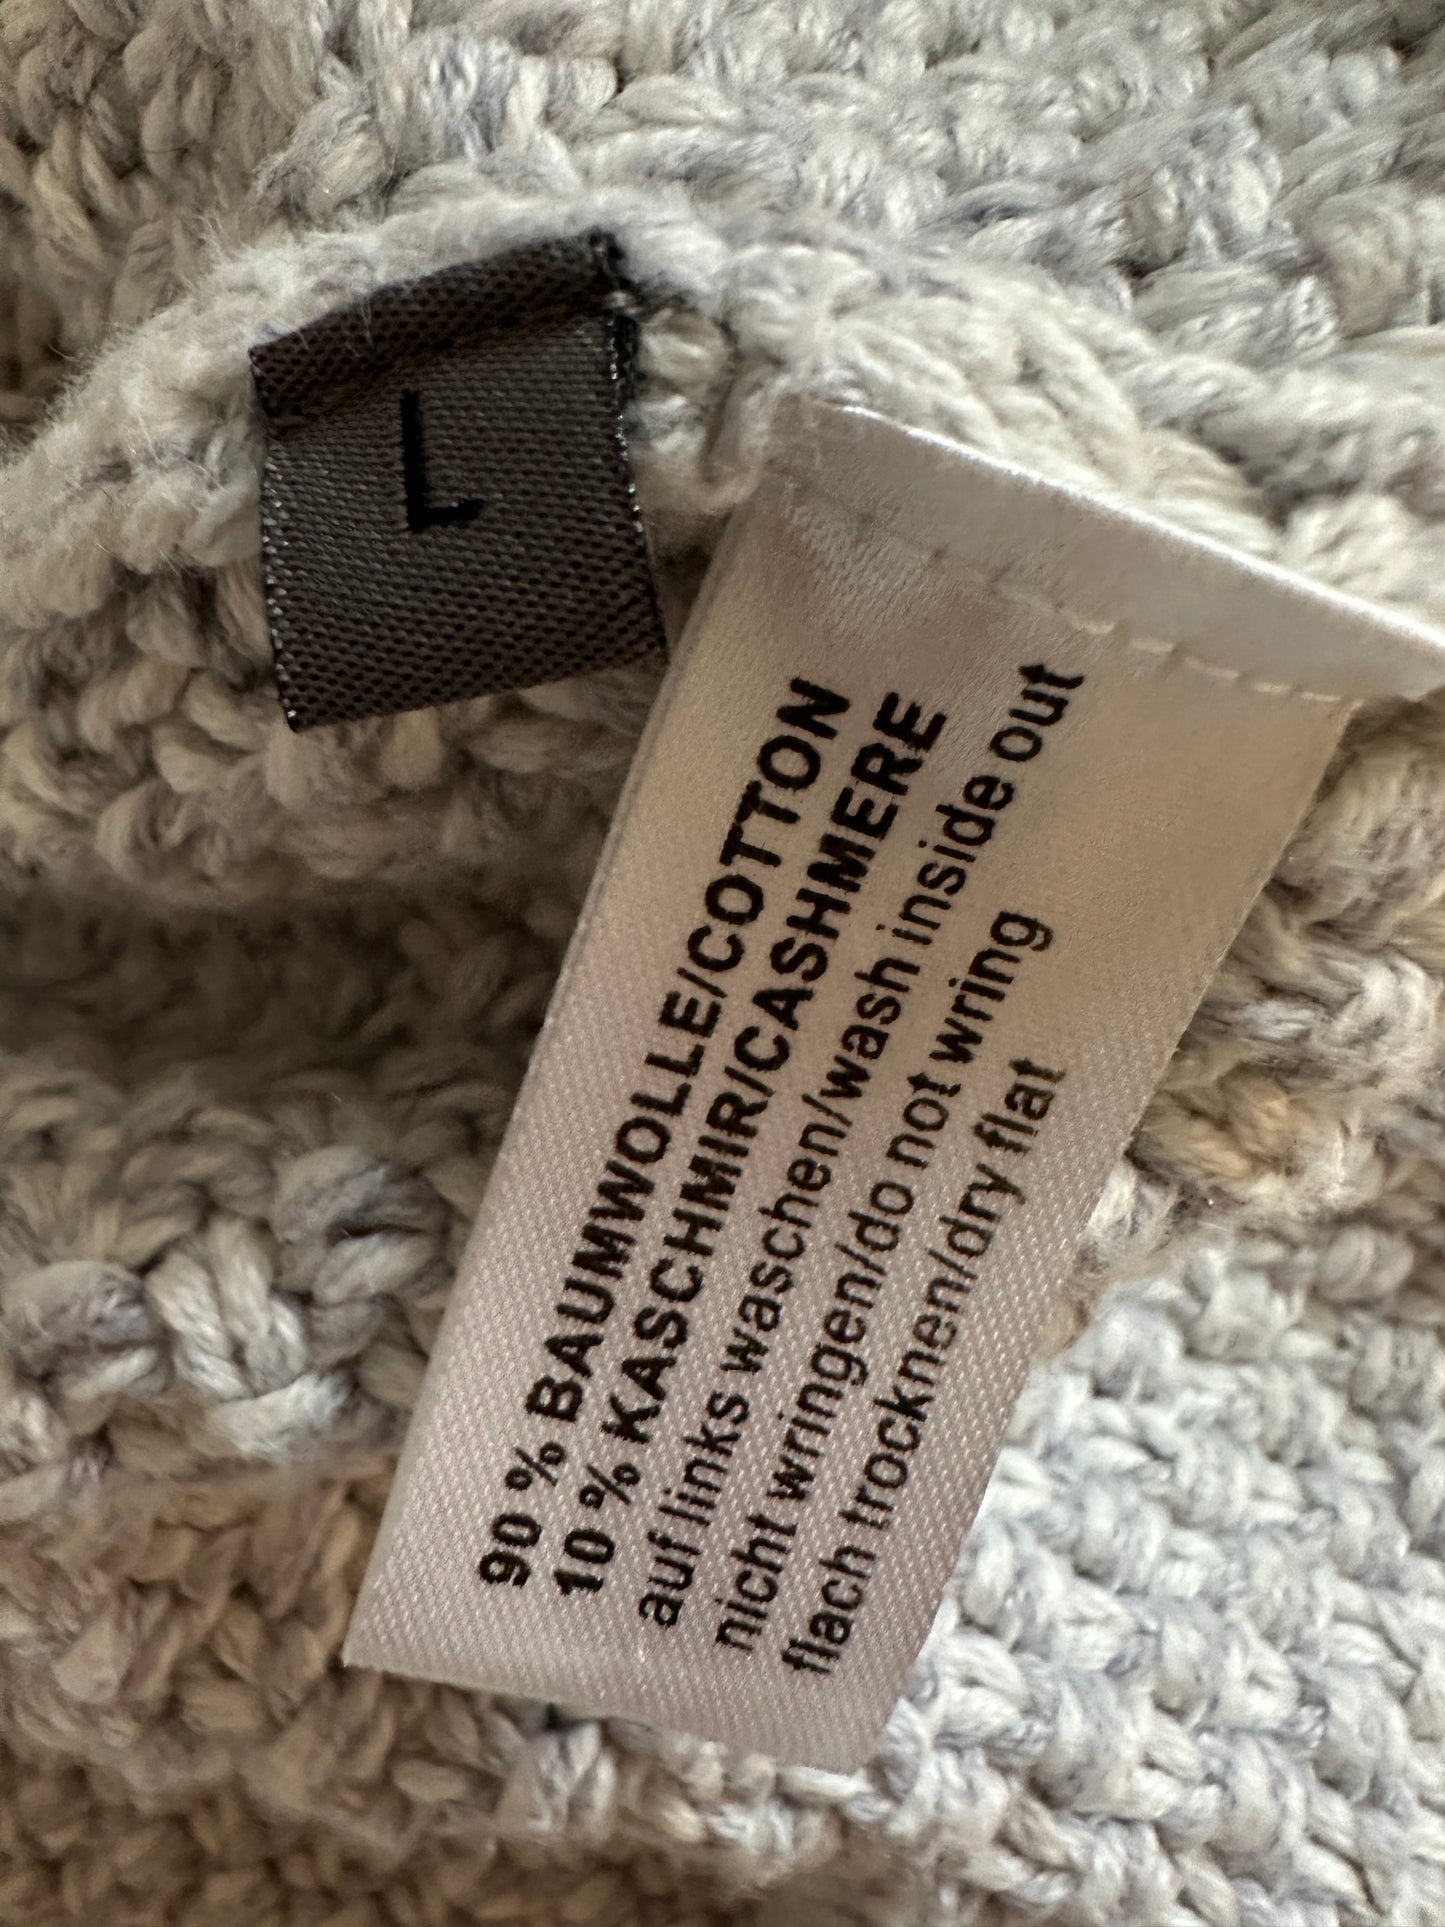 L
90 % BAUMWOLLE/COTTON
10 % KASCHMIR/CASHMERE
auf links waschen/wash inside out
nicht wringen/do not wring
flach trocknen/dry flat